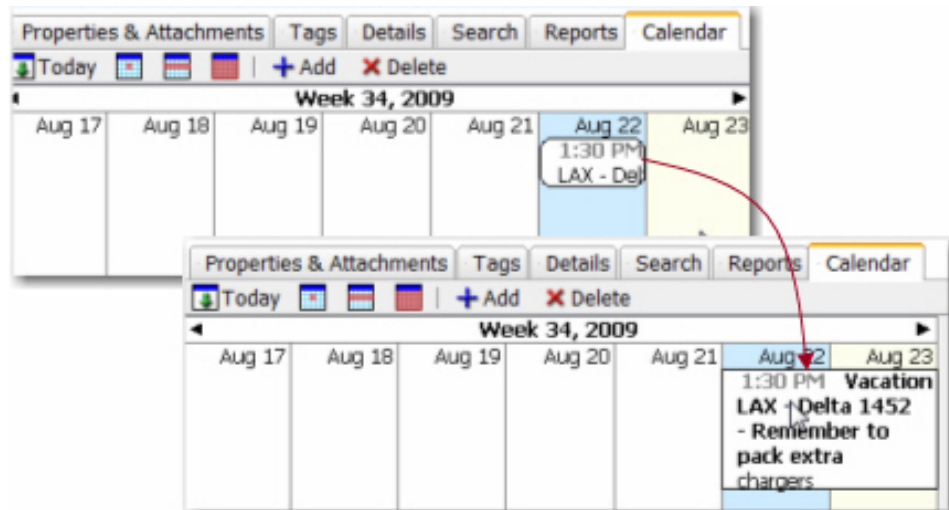 Properties & Attachments Tags Details Search Reports Calendar
Today Add Delete
Week 34, 2009
Aug 17 Aug 18 Aug 19 Aug 20 Aug 21 Aug 22 Aug 23
1:30 PM
LAX - Del
Properties & Attachments Tags Details Search Reports Calendar
Today Add Delete
Week 34, 2009
Aug 17 Aug 18 Aug 19 Aug 20 Aug 21 Aug 22 Aug 23
1:30 PM Vacation
LAX - Delta 1452
- Remember to
pack extra
chargers